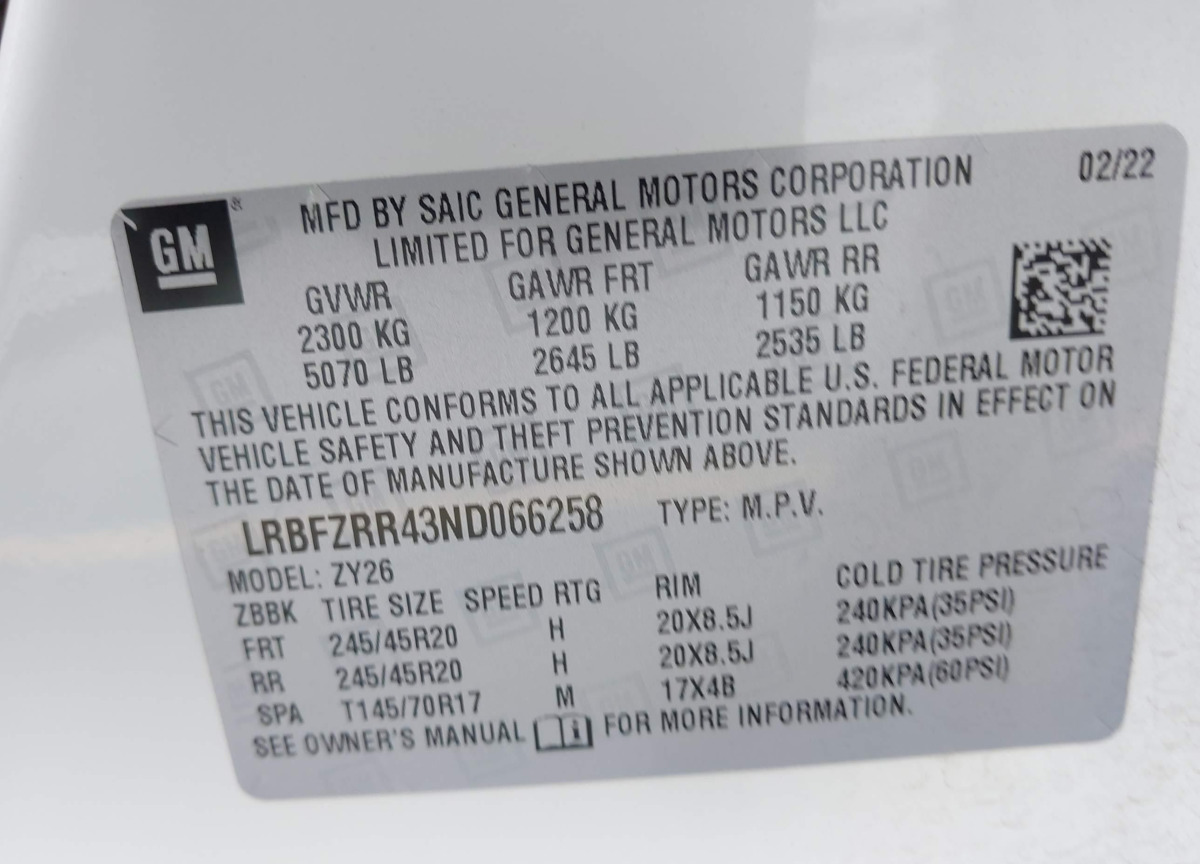 GM
MFD BY SAIC GENERAL MOTORS CORPORATION 02/22
LIMITED FOR GENERAL MOTORS LLC
GVWR GAWR FRT GAWR RR
2300 KG 1200 KG 1150 KG
5070 LB 2645 LB 2535 LB
THIS VEHICLE CONFORMS TO ALL APPLICABLE U.S. FEDERAL MOTOR
VEHICLE SAFETY AND THEFT PREVENTION STANDARDS IN EFFECT ON
THE DATE OF MANUFACTURE SHOWN ABOVE.
LRBFZRR43ND066258 TYPE: M.P.V.
MODEL: ZY26
ZBBK TIRE SIZE SPEED RTG RIM COLD TIRE PRESSURE
FRT 245/45R20 H 20X8.5J 240KPA(35PSI)
RR 245/45R20 H 20X8.5J 240KPA(35PSI)
SPA T145/70R17 M 17X4B 420KPA(60PSI)
SEE OWNER'S MANUAL i FOR MORE INFORMATION.